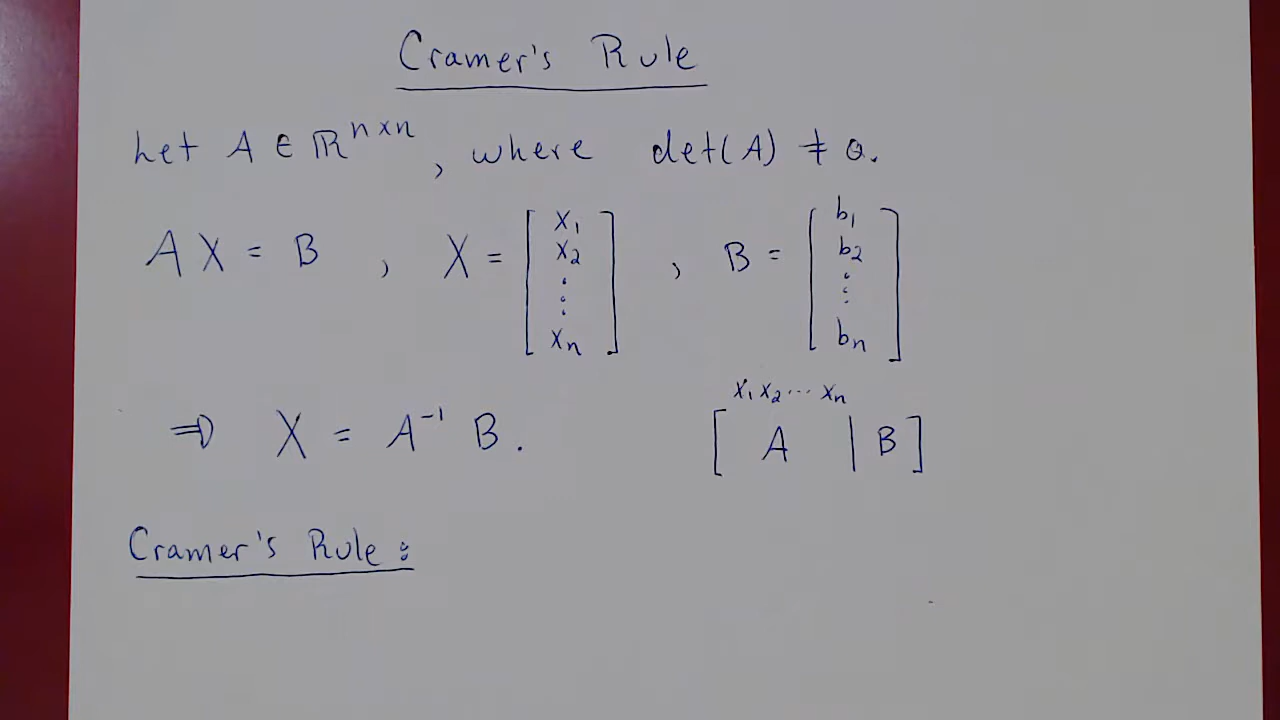 Cramer's Rule
Let A ∈ ℝ^{n×n}, where det(A) ≠ 0.
AX = B , X = [x₁ x₂ ⋮ xₙ] , B = [b₁ b₂ ⋮ bₙ]
x₁ x₂ ⋯ xₙ
⇒ X = A⁻¹ B. [A | B]
Cramer's Rule: